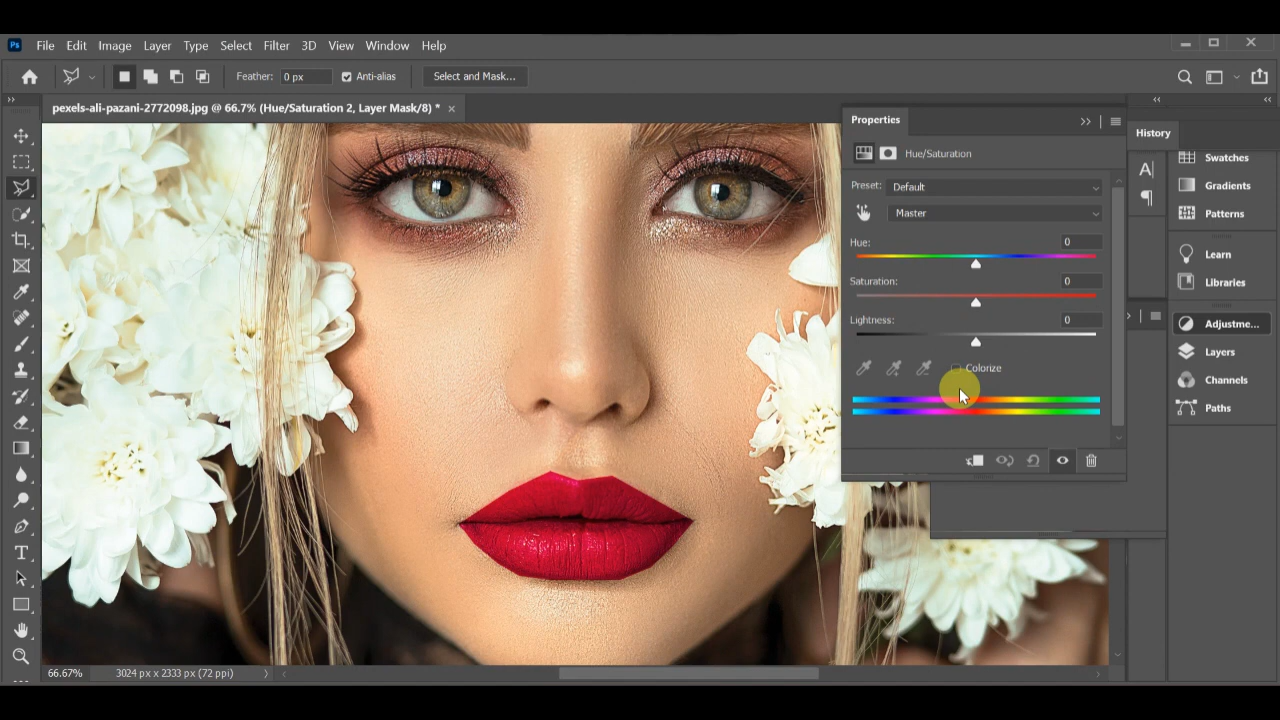 Ps File Edit Image Layer Type Select Filter 3D View Window Help
Feather: 0 px Anti-alias Select and Mask...
pexels-ali-pazani-2772098.jpg @ 66.7% (Hue/Saturation 2, Layer Mask/8) * ×
Properties
Hue/Saturation
Preset: Default
Master
Hue: 0
Saturation: 0
Lightness: 0
Colorize
History
Swatches
Gradients
Patterns
Learn
Libraries
Adjustme...
Layers
Channels
Paths
66.67% 3024 px x 2333 px (72 ppi)